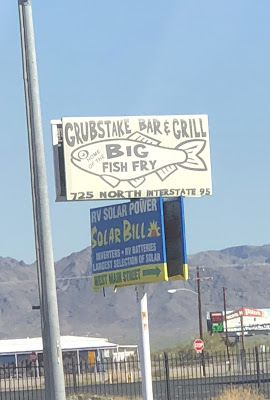 GRUBSTAKE BAR & GRILL
HOME OF THE
BIG
FISH FRY
725 NORTH INTERSTATE 95
RV SOLAR POWER
SOLAR BILL
INVERTERS • RV BATTERIES
LARGEST SELECTION OF SOLAR
WEST MAIN STREET
STOP